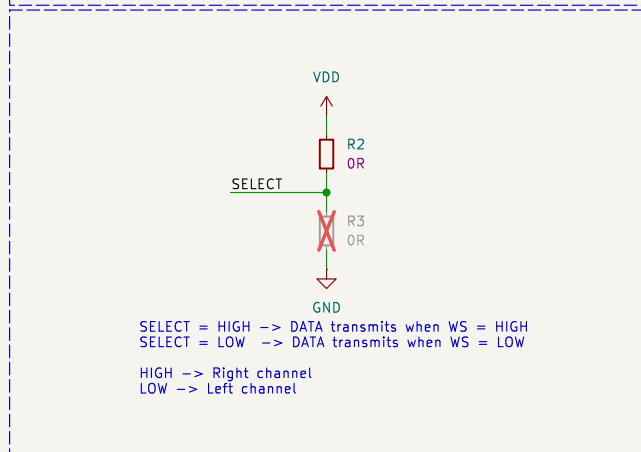 VDD
R2
0R
SELECT
R3
0R
GND
SELECT = HIGH -> DATA transmits when WS = HIGH
SELECT = LOW  -> DATA transmits when WS = LOW
HIGH -> Right channel
LOW -> Left channel